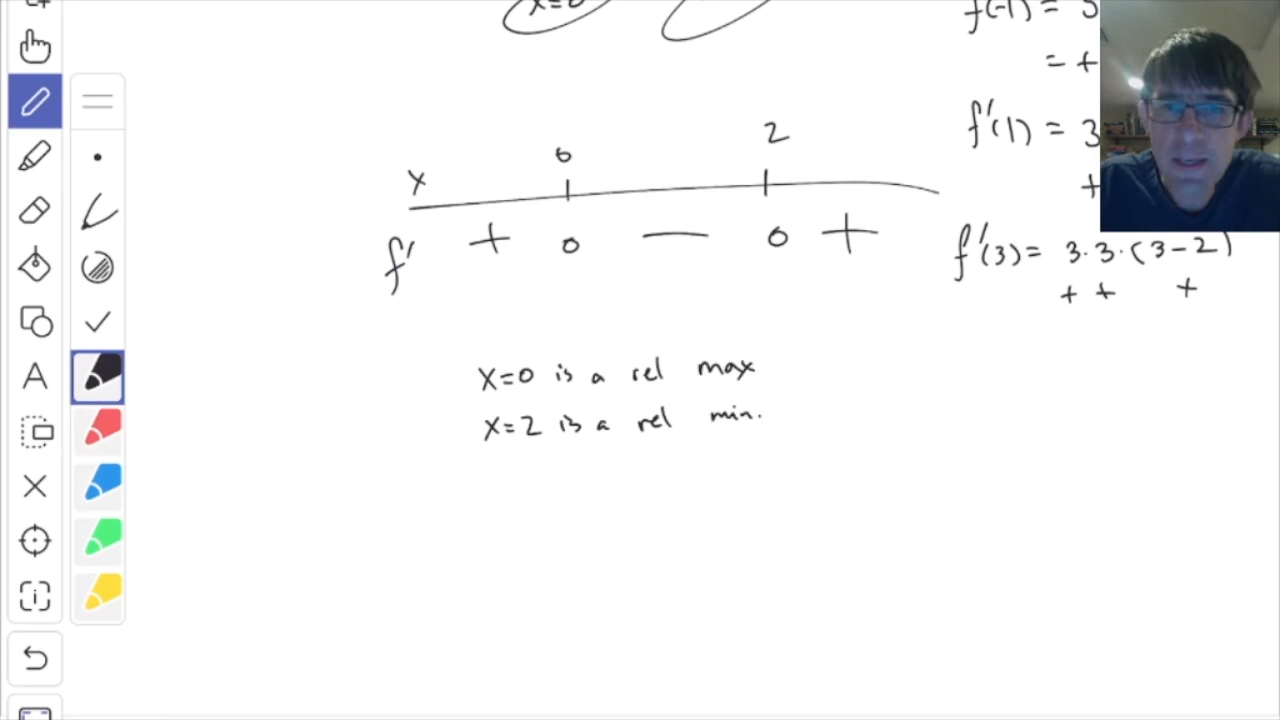 x=0
f(-1) = 3
= +
f'(1) = 3
+
0 2
x
f' + 0 — 0 +
f'(3) = 3·3·(3-2)
+ + +
x=0 is a rel max
x=2 is a rel min.
A